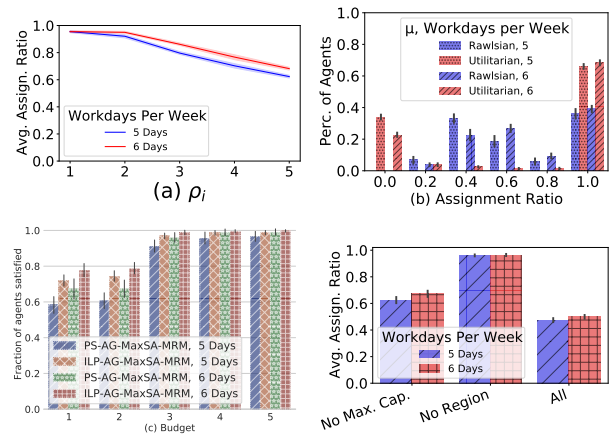 1.0
0.8
0.6
0.4
0.2
0.0
Avg. Assign. Ratio
Workdays Per Week
5 Days
6 Days
1 2 3 4 5
(a) ρi
1.0
0.8
0.6
0.4
0.2
0.0
Perc. of Agents
μ, Workdays per Week
Rawlsian, 5
Utilitarian, 5
Rawlsian, 6
Utilitarian, 6
0.0 0.2 0.4 0.6 0.8 1.0
(b) Assignment Ratio
1.0
0.8
0.6
0.4
0.2
0.0
Fraction of agents satisfied
PS-AG-MaxSA-MRM, 5 Days
ILP-AG-MaxSA-MRM, 5 Days
PS-AG-MaxSA-MRM, 6 Days
ILP-AG-MaxSA-MRM, 6 Days
1 2 3 4 5
(c) Budget
1.0
0.8
0.6
0.4
0.2
0.0
Avg. Assign. Ratio
Workdays Per Week
5 Days
6 Days
No Max. Cap. No Region All